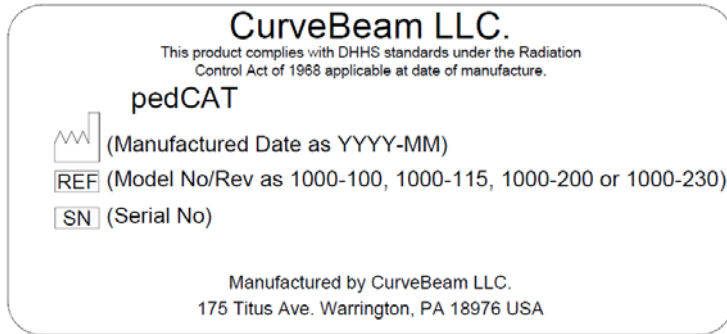 CurveBeam LLC.
This product complies with DHHS standards under the Radiation
Control Act of 1968 applicable at date of manufacture.
pedCAT
(Manufactured Date as YYYY-MM)
REF (Model No/Rev as 1000-100, 1000-115, 1000-200 or 1000-230)
SN (Serial No)
Manufactured by CurveBeam LLC.
175 Titus Ave. Warrington, PA 18976 USA